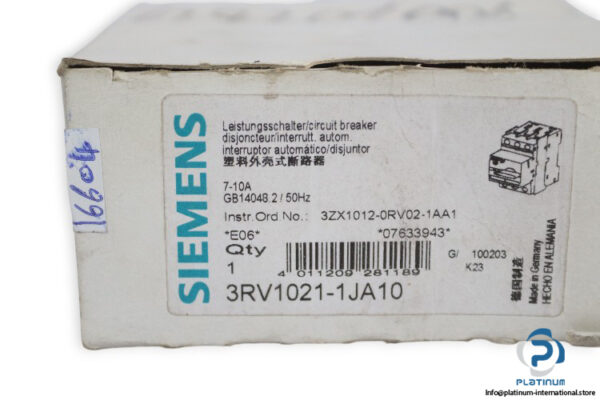 16604
SIEMENS
Leistungsschalter/circuit breaker
disjoncteur/interrutt. autom.
interruptor automático/disjuntor
塑料外壳式断路器
7-10A
GB14048.2 / 50Hz
Instr.Ord No.: 3ZX1012-0RV02-1AA1
*E06* *07633943*
Qty
1
4 011209 281189
G/ 100203
K23
3RV1021-1JA10
德国制造
Made in Germany
HECHO EN ALEMANIA
PLATINUM
info@platinum-international.store